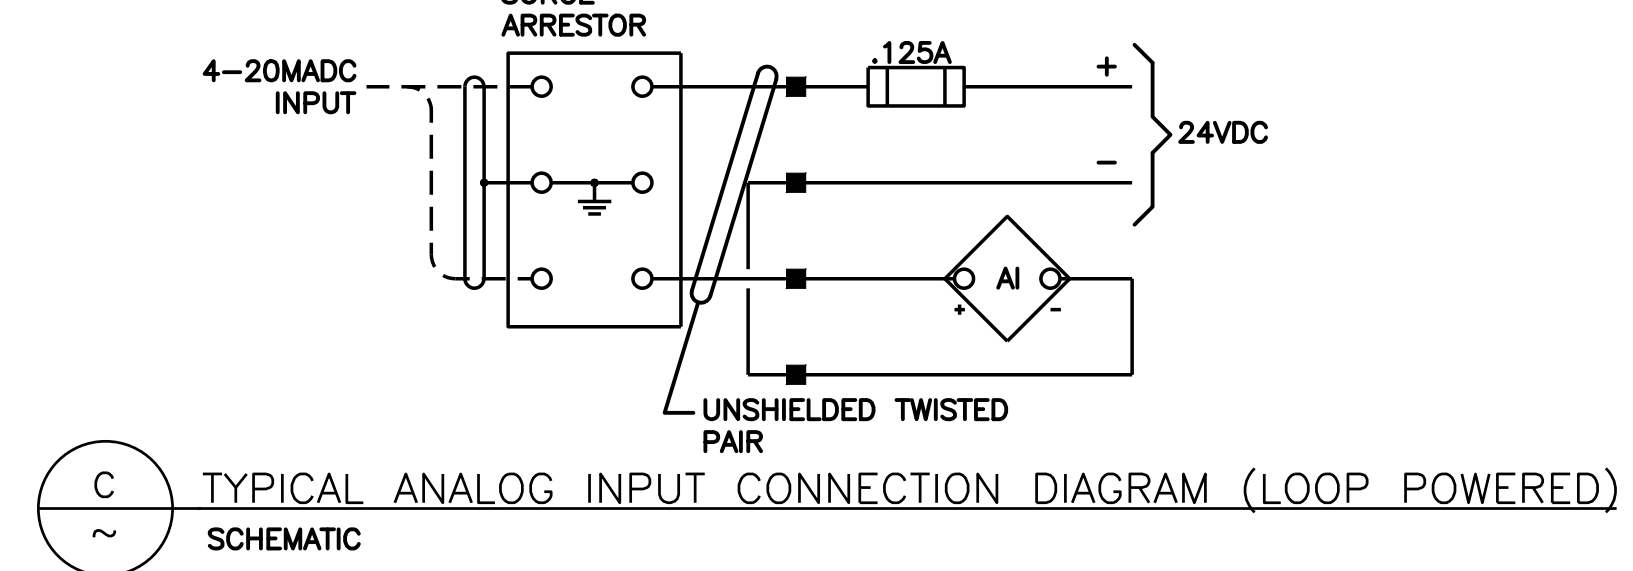 ARRESTOR
4-20MADC
INPUT
.125A
+
24VDC
-
AI
+ -
UNSHIELDED TWISTED
PAIR
C
TYPICAL ANALOG INPUT CONNECTION DIAGRAM (LOOP POWERED)
~
SCHEMATIC